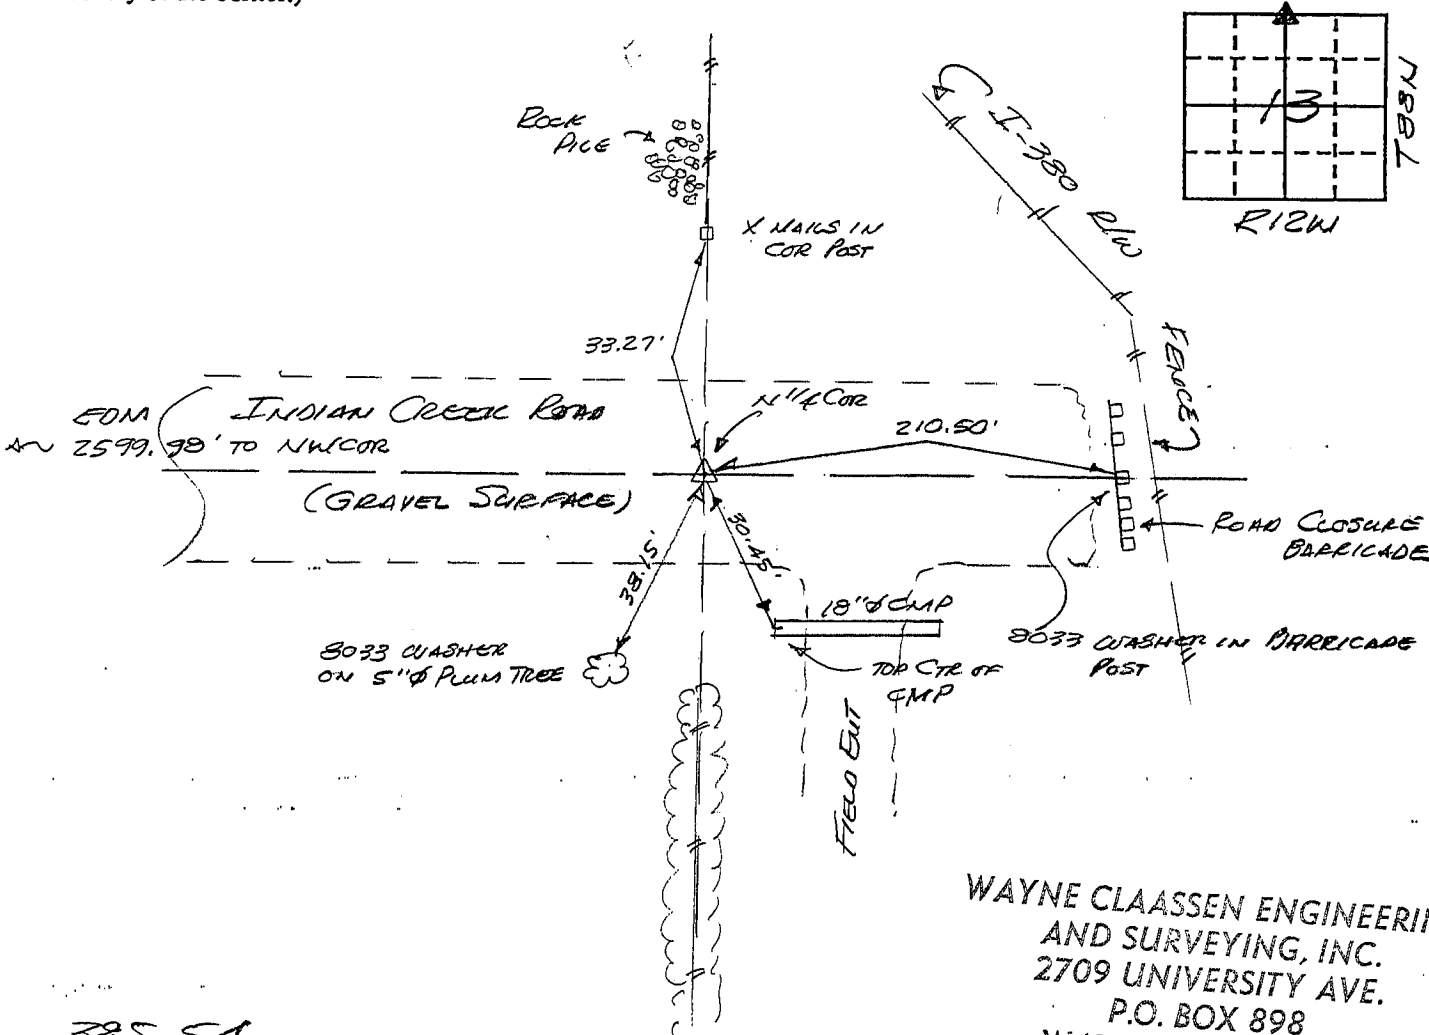 ROCK
PILE
X NAILS IN
COR POST
I-380 R/W
13
T88N
R12W
33.27'
FENCE
EDM
2599.98' TO NW COR
INDIAN CREEK ROAD
N 1/4 COR
210.50'
(GRAVEL SURFACE)
38.15'
30.45'
ROAD CLOSURE
BARRICADE
18"ø CMP
8033 WASHER
ON 5"ø PLUM TREE
TOP CTR OF
CMP
8033 WASHER IN BARRICADE
POST
FIELD ENT
WAYNE CLAASSEN ENGINEERI
AND SURVEYING, INC.
2709 UNIVERSITY AVE.
P.O. BOX 898